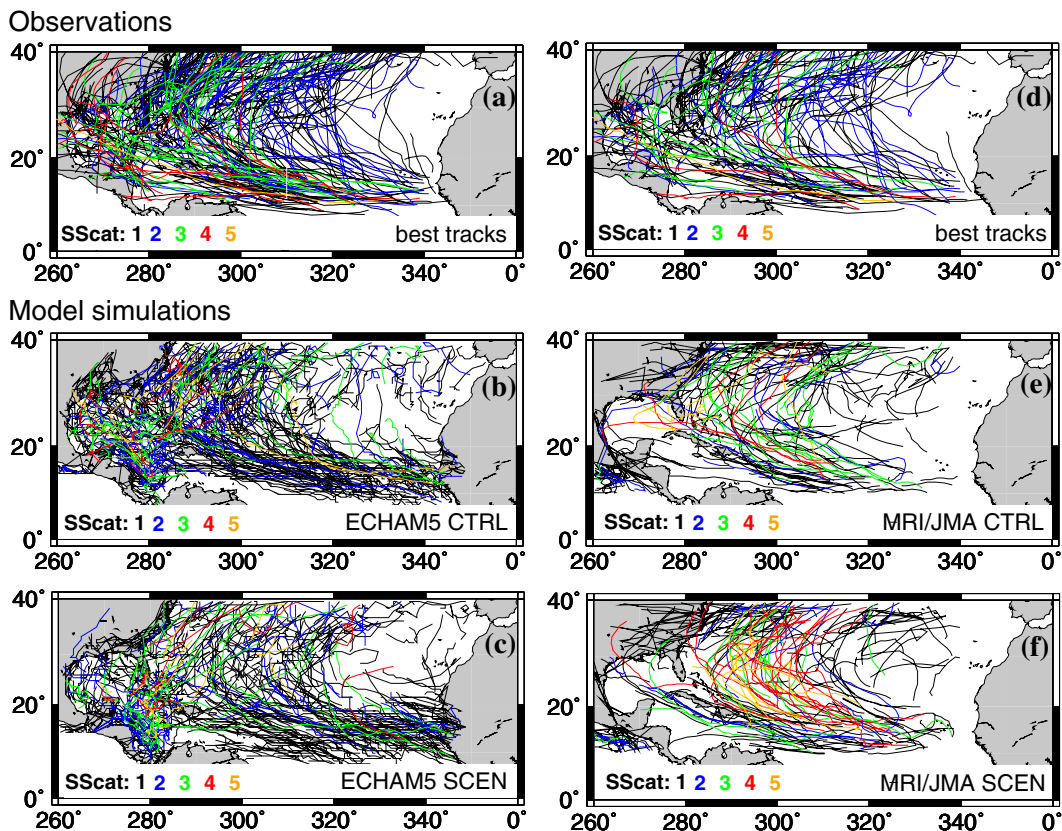 Observations
40°
20°
0°
(a)
SScat: 1 2 3 4 5
best tracks
260° 280° 300° 320° 340° 0°
40°
20°
0°
(d)
SScat: 1 2 3 4 5
best tracks
260° 280° 300° 320° 340° 0°
Model simulations
40°
20°
0°
(b)
SScat: 1 2 3 4 5
ECHAM5 CTRL
260° 280° 300° 320° 340° 0°
40°
20°
0°
(e)
SScat: 1 2 3 4 5
MRI/JMA CTRL
260° 280° 300° 320° 340° 0°
40°
20°
0°
(c)
SScat: 1 2 3 4 5
ECHAM5 SCEN
260° 280° 300° 320° 340° 0°
40°
20°
0°
(f)
SScat: 1 2 3 4 5
MRI/JMA SCEN
260° 280° 300° 320° 340° 0°